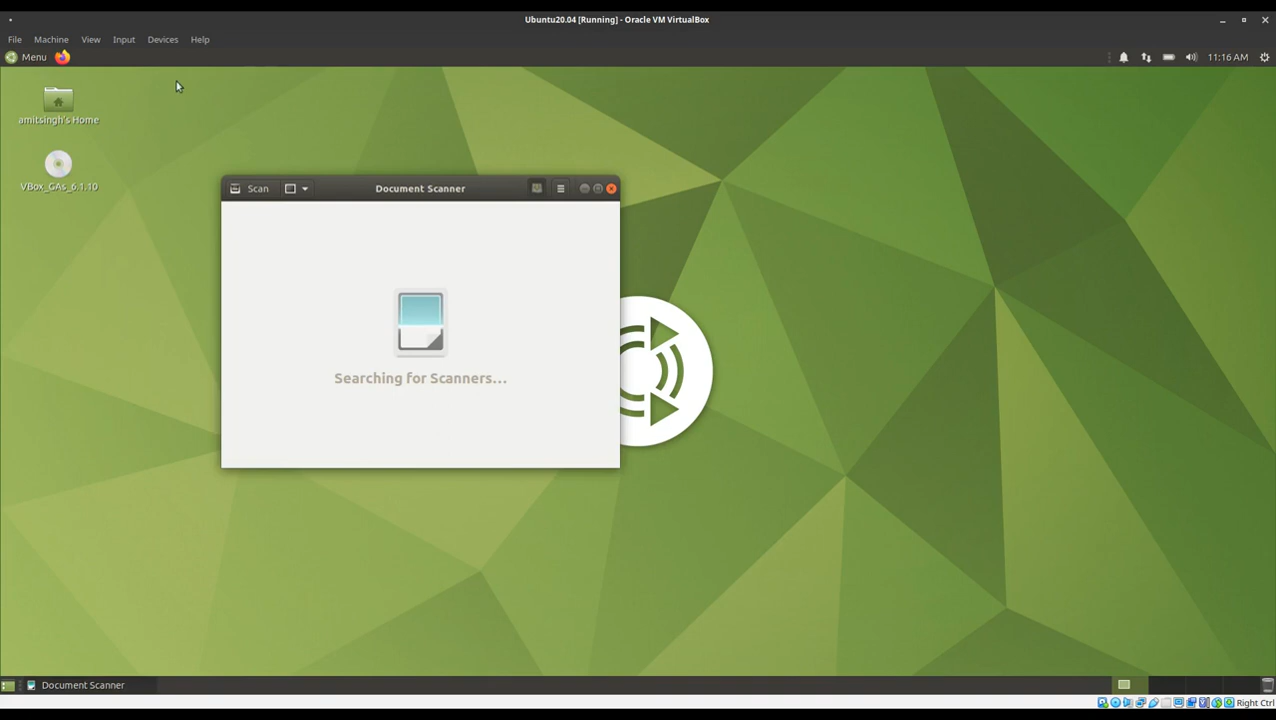 Ubuntu20.04 [Running] - Oracle VM VirtualBox
File Machine View Input Devices Help
Menu 11:16 AM
amitsingh's Home
VBox_GAs_6.1.10
Scan Document Scanner
Searching for Scanners...
Document Scanner
Right Ctrl